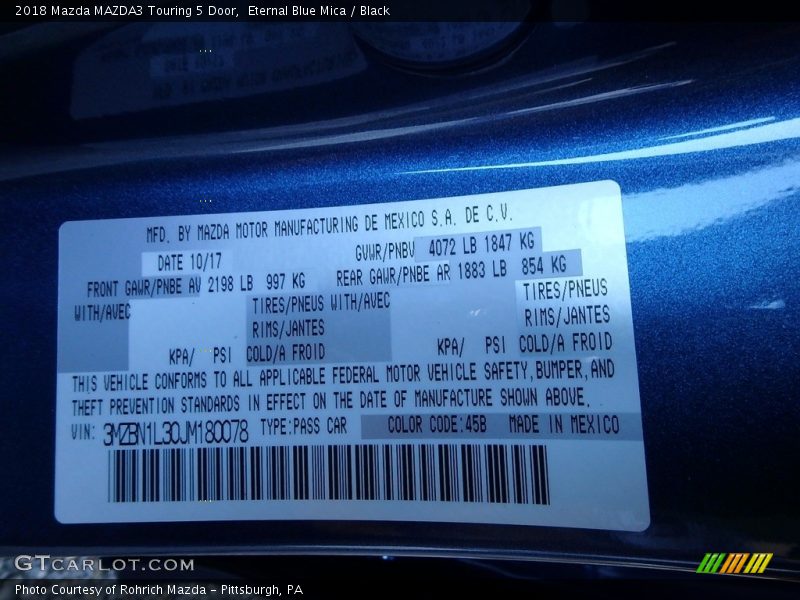 2018 Mazda MAZDA3 Touring 5 Door,  Eternal Blue Mica / Black
MFD. BY MAZDA MOTOR MANUFACTURING DE MEXICO S.A. DE C.V.
DATE 10/17 GVWR/PNBV 4072 LB 1847 KG
FRONT GAWR/PNBE AV 2198 LB 997 KG REAR GAWR/PNBE AR 1883 LB 854 KG
WITH/AVEC TIRES/PNEUS WITH/AVEC TIRES/PNEUS
RIMS/JANTES RIMS/JANTES
KPA/ PSI COLD/A FROID KPA/ PSI COLD/A FROID
THIS VEHICLE CONFORMS TO ALL APPLICABLE FEDERAL MOTOR VEHICLE SAFETY, BUMPER, AND
THEFT PREVENTION STANDARDS IN EFFECT ON THE DATE OF MANUFACTURE SHOWN ABOVE.
VIN: 3MZBN1L30JM180078 TYPE:PASS CAR COLOR CODE:45B MADE IN MEXICO
GTCARLOT.COM
Photo Courtesy of Rohrich Mazda – Pittsburgh, PA